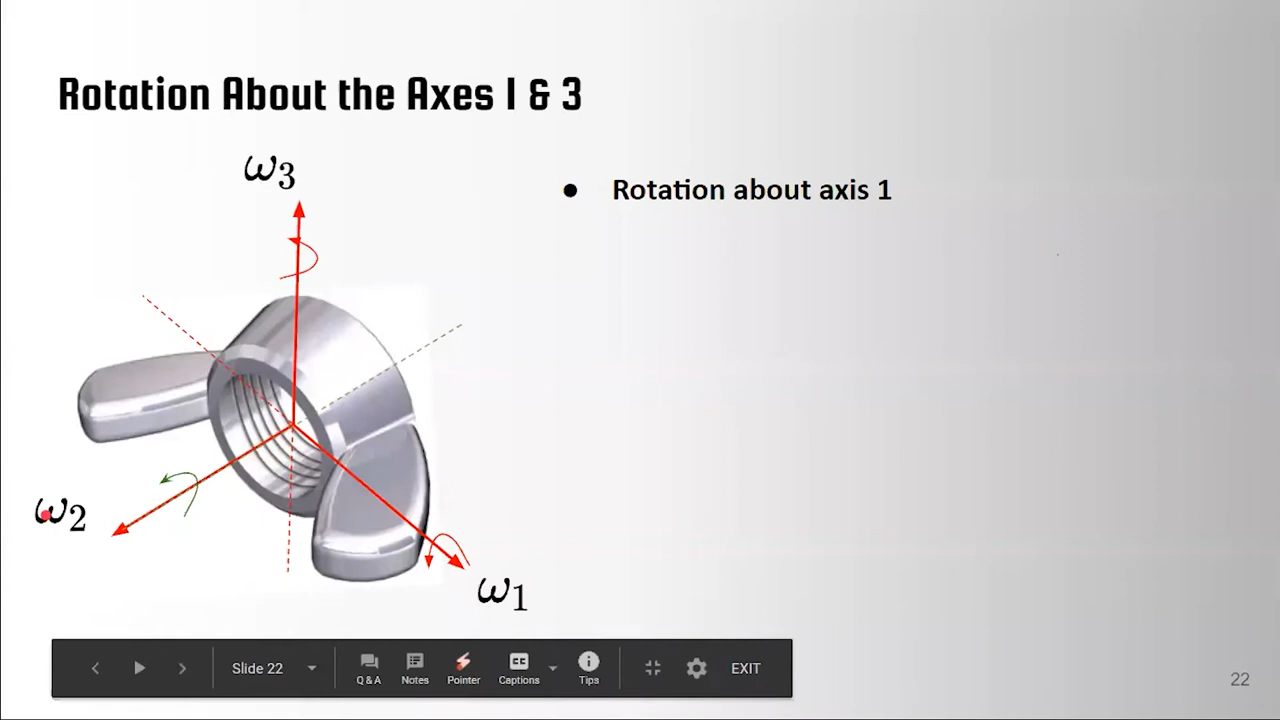 Rotation About the Axes 1 & 3
ω3
● Rotation about axis 1
ω2
ω1
Slide 22
Q & A
Notes
Pointer
CC
Captions
Tips
EXIT
22